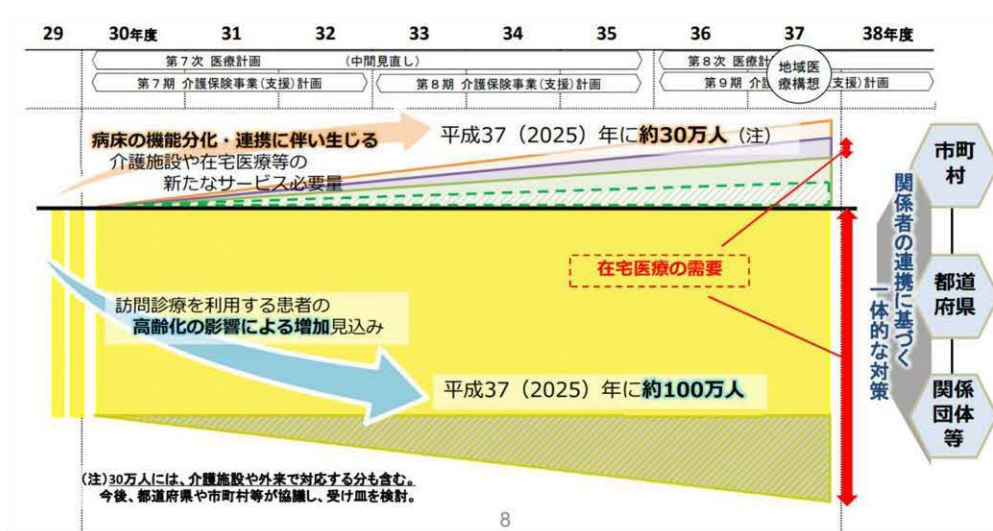 29 30年度 31 32 33 34 35 36 37 38年度
第7次 医療計画 (中間見直し) 第8次 医療計
第7期 介護保険事業(支援)計画 第8期 介護保険事業(支援)計画 第9期 介 支援)計画
地域医
療構想
病床の機能分化・連携に伴い生じる
介護施設や在宅医療等の
新たなサービス必要量
平成37(2025)年に約30万人(注)
在宅医療の需要
訪問診療を利用する患者の
高齢化の影響による増加見込み
平成37(2025)年に約100万人
関係者の連携に基づく
一体的な対策
市町
村
都道
府県
関係
団体
等
(注)30万人には、介護施設や外来で対応する分も含む。
今後、都道府県や市町村等が協議し、受け皿を検討。
8